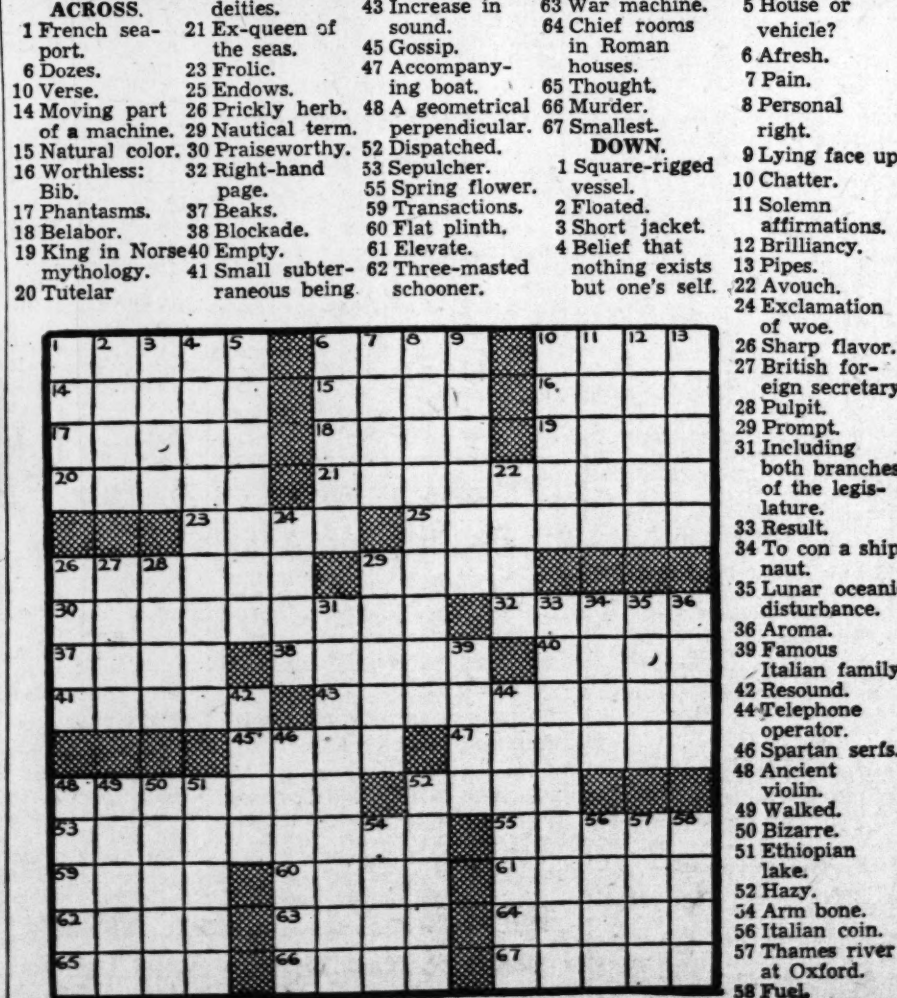 ACROSS.
1 French sea-
port.
6 Dozes.
10 Verse.
14 Moving part
of a machine.
15 Natural color.
16 Worthless:
Bib.
17 Phantasms.
18 Belabor.
19 King in Norse
mythology.
20 Tutelar
deities.
21 Ex-queen of
the seas.
23 Frolic.
25 Endows.
26 Prickly herb.
29 Nautical term.
30 Praiseworthy.
32 Right-hand
page.
37 Beaks.
38 Blockade.
40 Empty.
41 Small subter-
raneous being.
43 Increase in
sound.
45 Gossip.
47 Accompany-
ing boat.
48 A geometrical
perpendicular.
52 Dispatched.
53 Sepulcher.
55 Spring flower.
59 Transactions.
60 Flat plinth.
61 Elevate.
62 Three-masted
schooner.
63 War machine.
64 Chief rooms
in Roman
houses.
65 Thought.
66 Murder.
67 Smallest.
DOWN.
1 Square-rigged
vessel.
2 Floated.
3 Short jacket.
4 Belief that
nothing exists
but one's self.
5 House or
vehicle?
6 Afresh.
7 Pain.
8 Personal
right.
9 Lying face up
10 Chatter.
11 Solemn
affirmations.
12 Brilliancy.
13 Pipes.
22 Avouch.
24 Exclamation
of woe.
26 Sharp flavor.
27 British for-
eign secretary
28 Pulpit.
29 Prompt.
31 Including
both branches
of the legis-
lature.
33 Result.
34 To con a ship
naut.
35 Lunar oceani
disturbance.
36 Aroma.
39 Famous
Italian family
42 Resound.
44 Telephone
operator.
46 Spartan serfs.
48 Ancient
violin.
49 Walked.
50 Bizarre.
51 Ethiopian
lake.
52 Hazy.
54 Arm bone.
56 Italian coin.
57 Thames river
at Oxford.
58 Fuel.
1 2 3 4 5 6 7 8 9 10 11 12 13
14 15 16
17 18 19
20 21 22
23 24 25
26 27 28 29
30 31 32 33 34 35 36
37 38 39 40
41 42 43 44
45 46 47
48 49 50 51 52
53 54 55 56 57 58
59 60 61
62 63 64
65 66 67